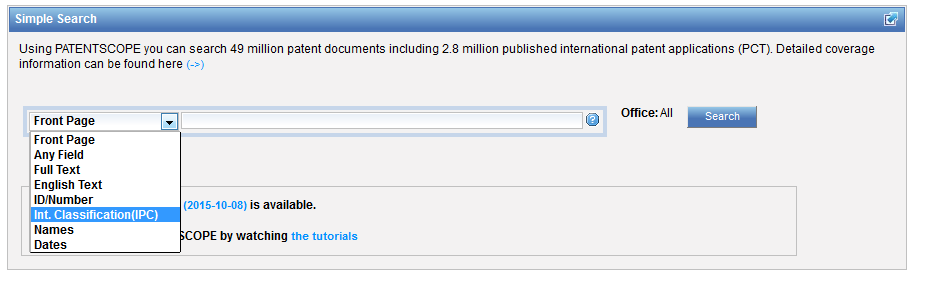 Simple Search
Using PATENTSCOPE you can search 49 million patent documents including 2.8 million published international patent applications (PCT). Detailed coverage
information can be found here (->)
Front Page
Office: All
Search
Front Page
Any Field
Full Text
English Text
ID/Number
Int. Classification(IPC)
(2015-10-08) is available.
Names
SCOPE by watching the tutorials
Dates